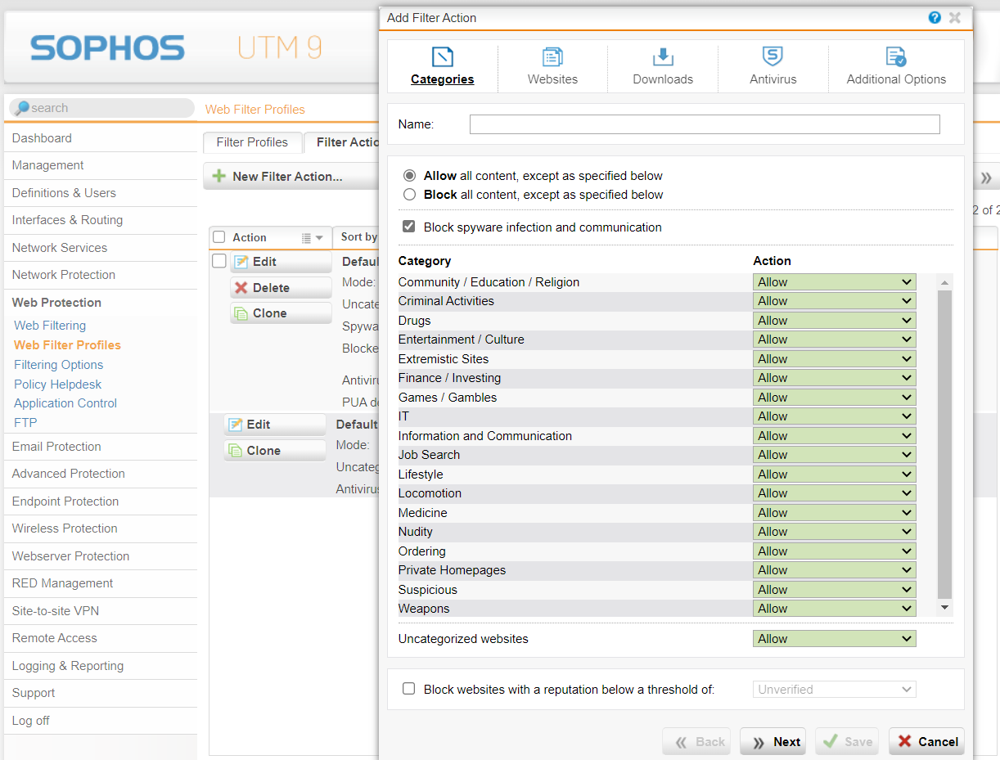 SOPHOS UTM 9
search
Dashboard
Management
Definitions & Users
Interfaces & Routing
Network Services
Network Protection
Web Protection
Web Filtering
Web Filter Profiles
Filtering Options
Policy Helpdesk
Application Control
FTP
Email Protection
Advanced Protection
Endpoint Protection
Wireless Protection
Webserver Protection
RED Management
Site-to-site VPN
Remote Access
Logging & Reporting
Support
Log off
Web Filter Profiles
Filter Profiles Filter Actio
New Filter Action...
2 of 2
Action Sort by
Edit Defaul
Delete Mode:
Uncate
Clone
Spywa
Blocke
Antiviru
PUA de
Edit Default
Mode:
Clone
Uncateg
Antivirus
Add Filter Action
Categories Websites Downloads Antivirus Additional Options
Name:
Allow all content, except as specified below
Block all content, except as specified below
Block spyware infection and communication
Category Action
Community / Education / Religion Allow
Criminal Activities Allow
Drugs Allow
Entertainment / Culture Allow
Extremistic Sites Allow
Finance / Investing Allow
Games / Gambles Allow
IT Allow
Information and Communication Allow
Job Search Allow
Lifestyle Allow
Locomotion Allow
Medicine Allow
Nudity Allow
Ordering Allow
Private Homepages Allow
Suspicious Allow
Weapons Allow
Uncategorized websites Allow
Block websites with a reputation below a threshold of: Unverified
Back Next Save Cancel